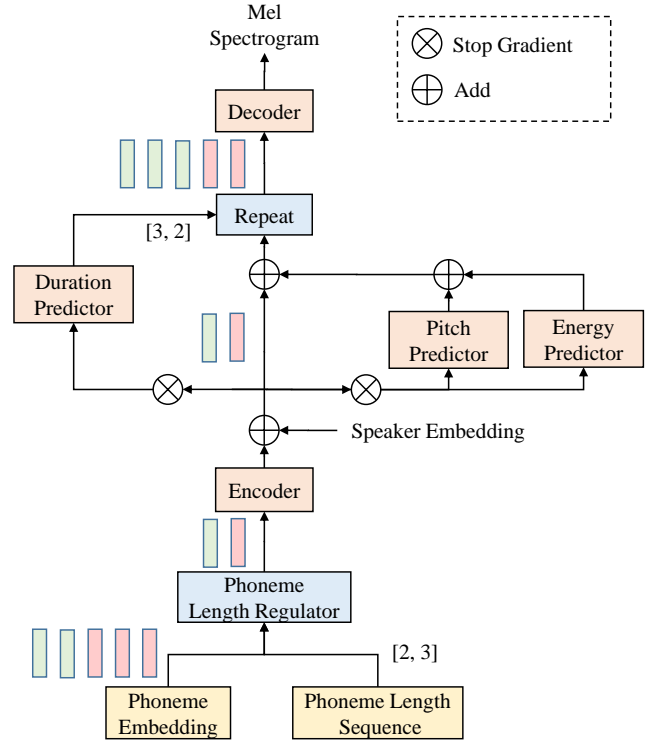 Mel
Spectrogram
Stop Gradient
Add
Decoder
Repeat
[3, 2]
Duration
Predictor
Pitch
Predictor
Energy
Predictor
Speaker Embedding
Encoder
Phoneme
Length Regulator
[2, 3]
Phoneme
Embedding
Phoneme Length
Sequence